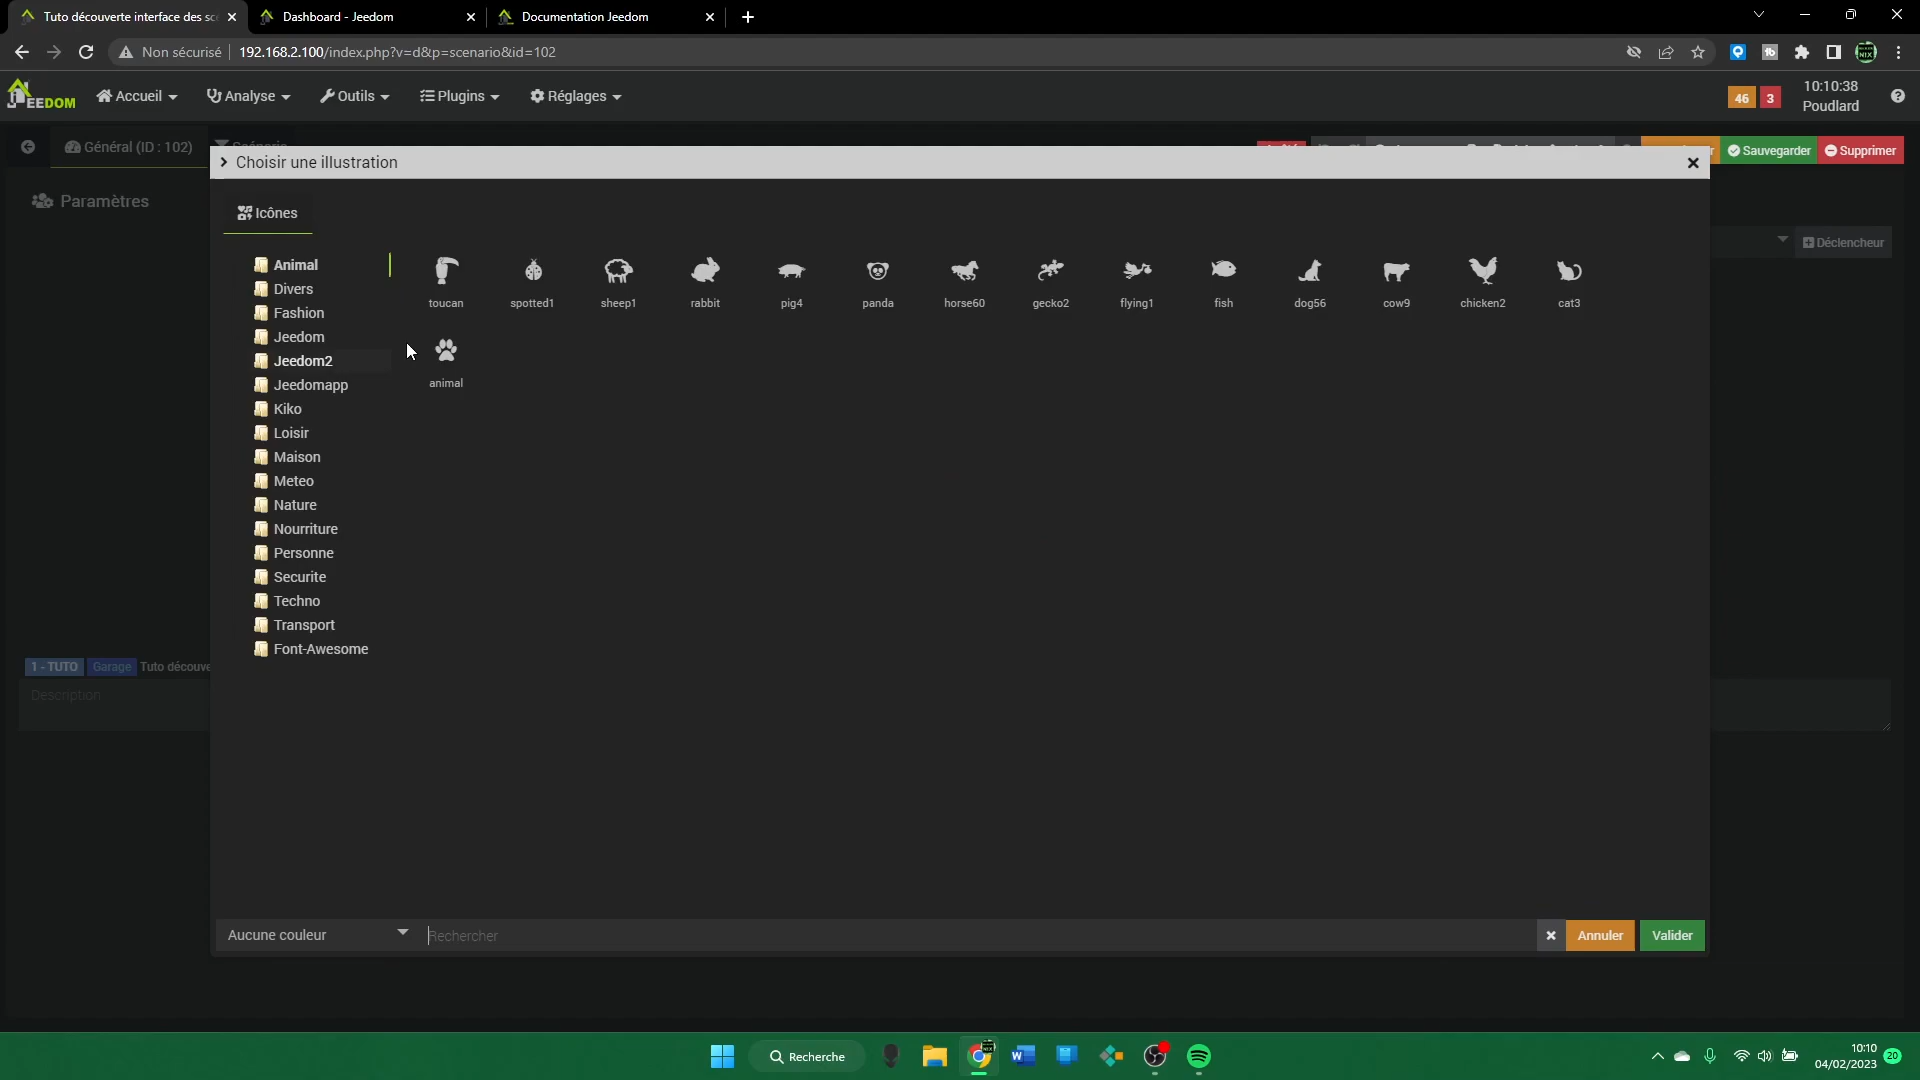 Tuto découverte interface des sc
Dashboard - Jeedom
Documentation Jeedom
Non sécurisé
192.168.2.100/index.php?v=d&p=scenario&id=102
EEDOM
Accueil
Analyse
Outils
Plugins
Réglages
46
3
10:10:38
Poudlard
Général (ID : 102)
Sauvegarder
Supprimer
Choisir une illustration
Paramètres
Icônes
Déclencheur
Animal
Divers
Fashion
Jeedom
Jeedom2
Jeedomapp
Kiko
Loisir
Maison
Meteo
Nature
Nourriture
Personne
Securite
Techno
Transport
Font-Awesome
toucan
spotted1
sheep1
rabbit
pig4
panda
horse60
gecko2
flying1
fish
dog56
cow9
chicken2
cat3
animal
1 - TUTO
Garage
Tuto découve
Description
Aucune couleur
Rechercher
Annuler
Valider
Recherche
10:10
04/02/2023
20